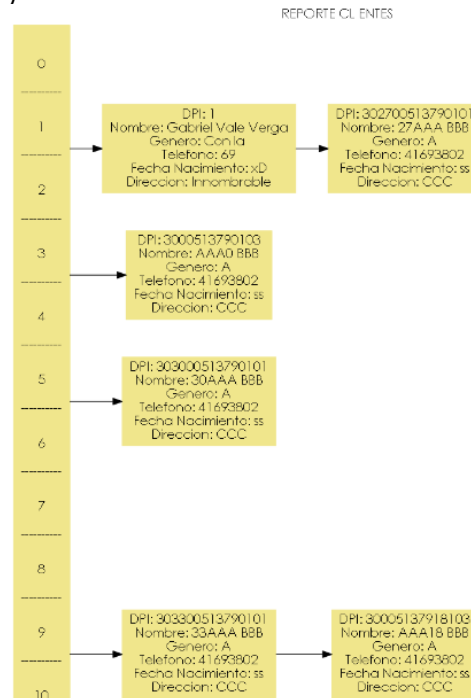 REPORTE CL ENTES
0
1
2
3
4
5
6
7
8
9
10
DPI: 1
Nombre: Gabriel Vale Verga
Genero: Con la
Telefono: 69
Fecha Nacimiento: xD
Direccion: Innombrable
DPI: 302700513790101
Nombre: 27AAA BBB
Genero: A
Telefono: 41693802
Fecha Nacimiento: ss
Direccion: CCC
DPI: 3000513790103
Nombre: AAA0 BBB
Genero: A
Telefono: 41693802
Fecha Nacimiento: ss
Direccion: CCC
DPI: 303000513790101
Nombre: 30AAA BBB
Genero: A
Telefono: 41693802
Fecha Nacimiento: ss
Direccion: CCC
DPI: 303300513790101
Nombre: 33AAA BBB
Genero: A
Telefono: 41693802
Fecha Nacimiento: ss
Direccion: CCC
DPI: 30005137918103
Nombre: AAA18 BBB
Genero: A
Telefono: 41693802
Fecha Nacimiento: ss
Direccion: CCC